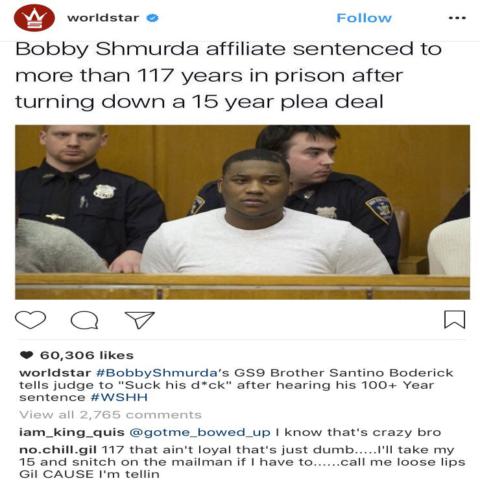 worldstar
Follow
Bobby Shmurda affiliate sentenced to
more than 117 years in prison after
turning down a 15 year plea deal
60,306 likes
worldstar #BobbyShmurda's GS9 Brother Santino Boderick
tells judge to "Suck his d*ck" after hearing his 100+ Year
sentence #WSHH
View all 2,765 comments
iam_king_quis @gotme_bowed_up I know that's crazy bro
no.chill.gil 117 that ain't loyal that's just dumb.....I'll take my
15 and snitch on the mailman if I have to......call me loose lips
Gil CAUSE I'm tellin